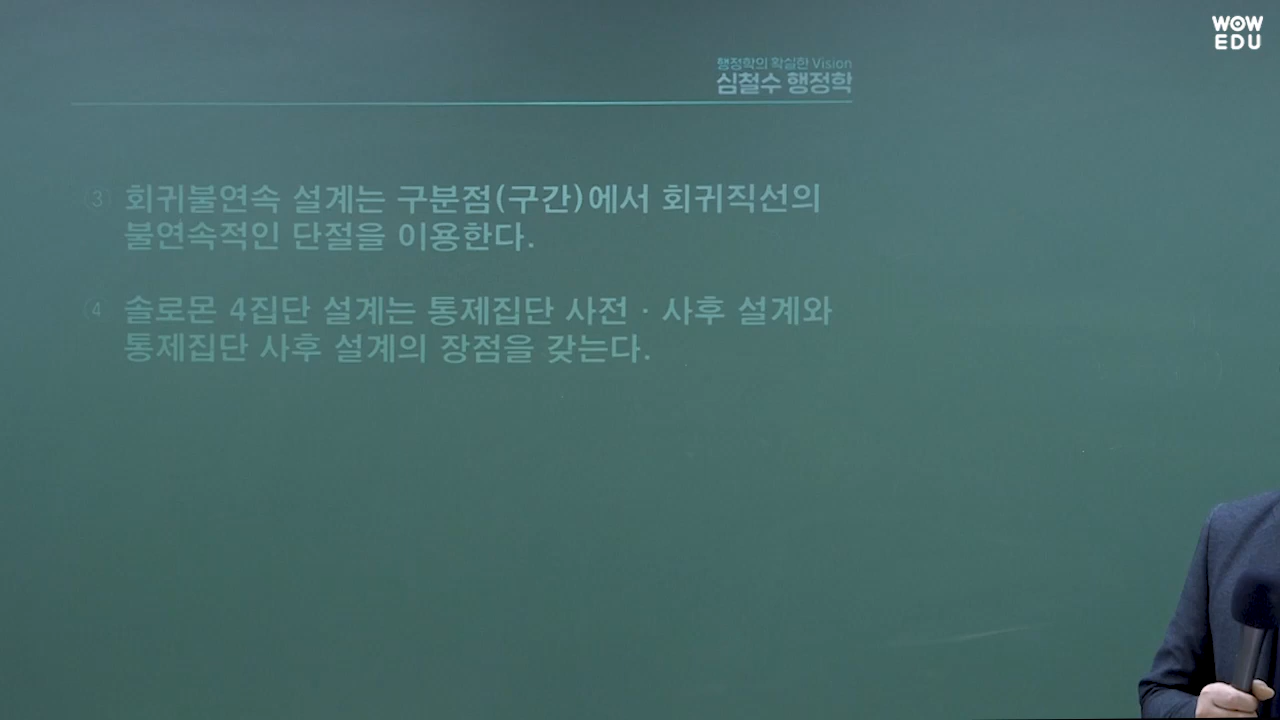 WOW
EDU
행정학의 확실한 Vision
심철수 행정학
③ 회귀불연속 설계는 구분점(구간)에서 회귀직선의
불연속적인 단절을 이용한다.
④ 솔로몬 4집단 설계는 통제집단 사전 · 사후 설계와
통제집단 사후 설계의 장점을 갖는다.